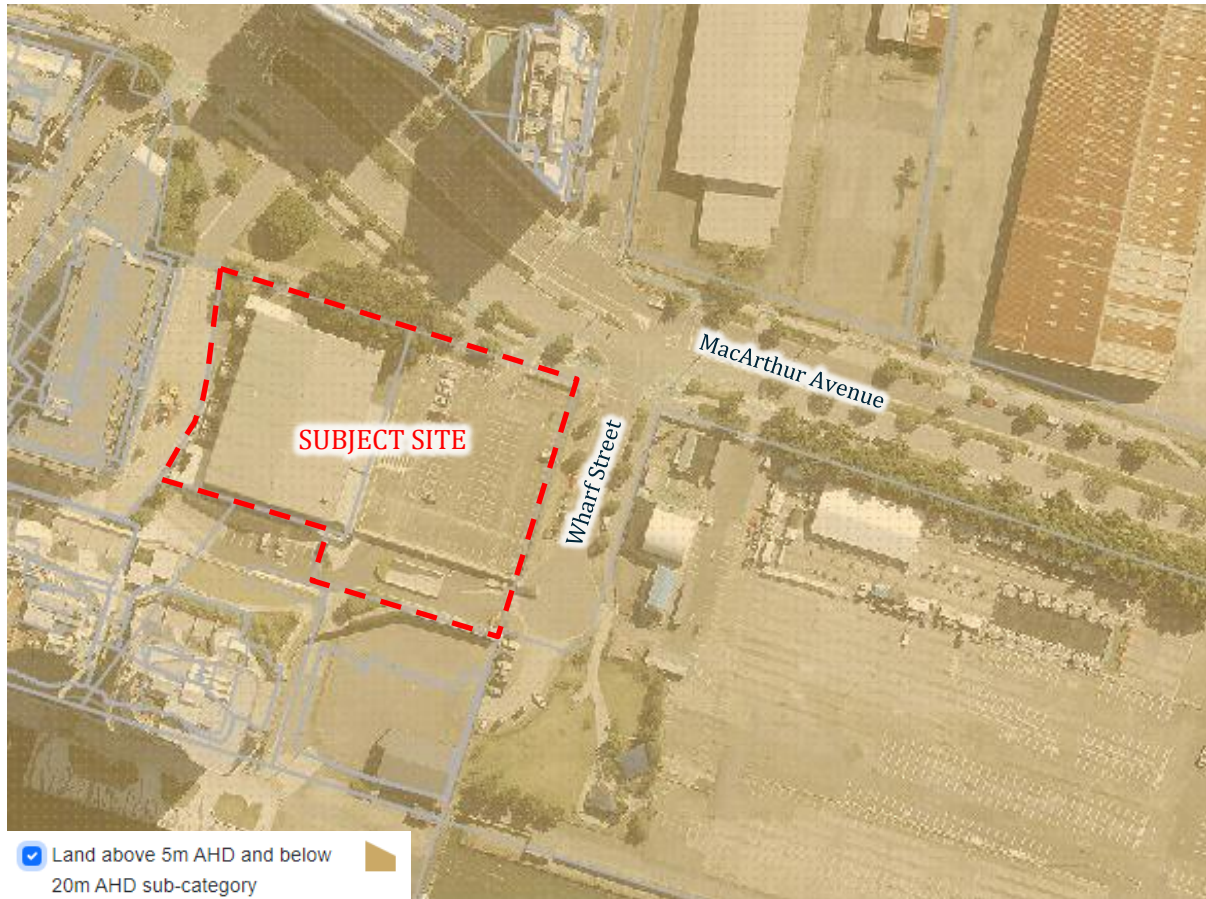 MacArthur Avenue
SUBJECT SITE
Wharf Street
Land above 5m AHD and below
20m AHD sub-category